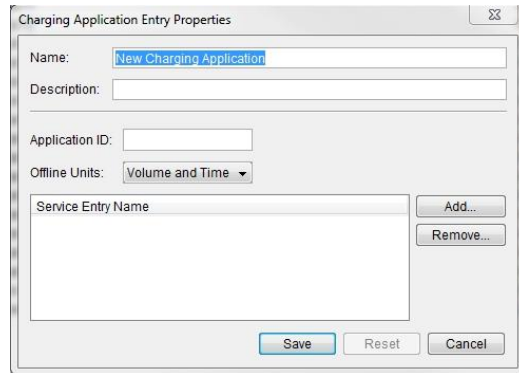 Charging Application Entry Properties
Name: New Charging Application
Description:
Application ID:
Offline Units: Volume and Time
Service Entry Name
Add...
Remove...
Save Reset Cancel